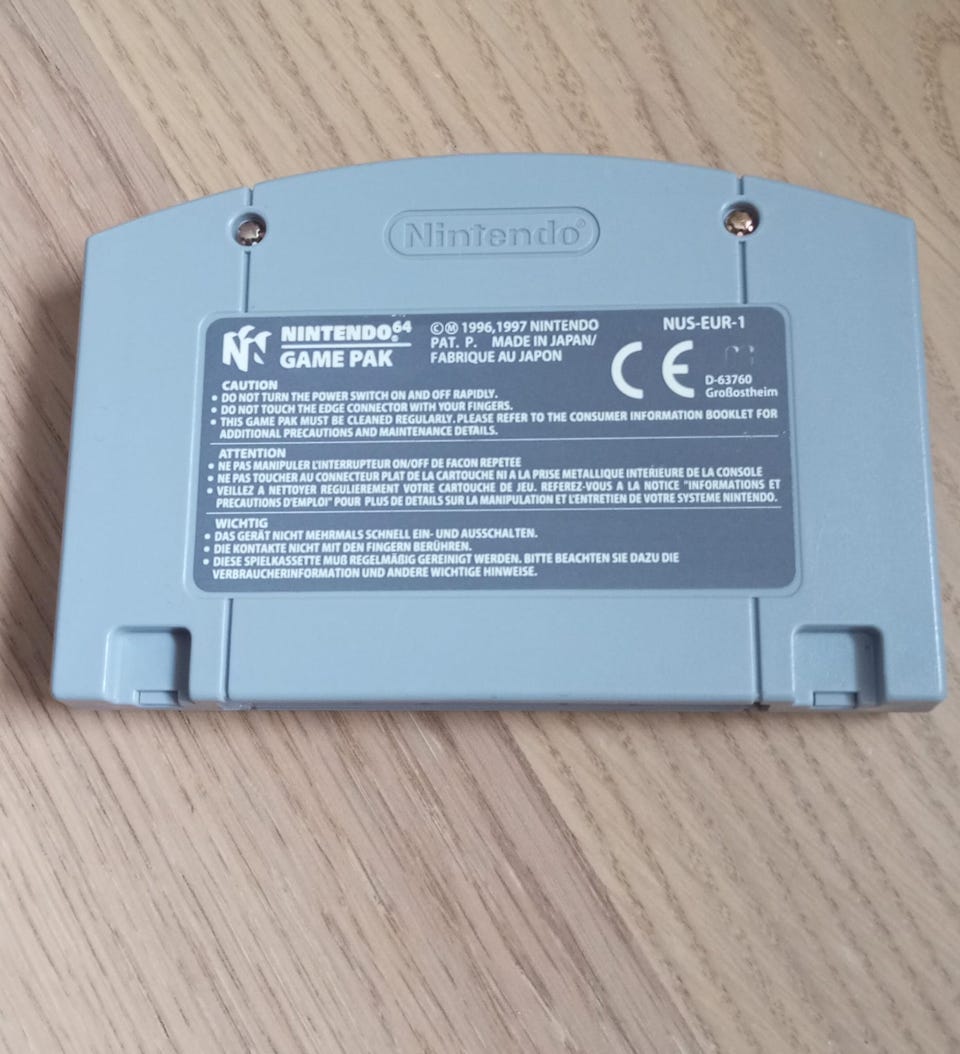 Nintendo®
NINTENDO64®
GAME PAK
©Ⓜ 1996,1997 NINTENDO
PAT. P. MADE IN JAPAN/
FABRIQUE AU JAPON
NUS-EUR-1
CE
D-63760
Großostheim
CAUTION
• DO NOT TURN THE POWER SWITCH ON AND OFF RAPIDLY.
• DO NOT TOUCH THE EDGE CONNECTOR WITH YOUR FINGERS.
• THIS GAME PAK MUST BE CLEANED REGULARLY. PLEASE REFER TO THE CONSUMER INFORMATION BOOKLET FOR
ADDITIONAL PRECAUTIONS AND MAINTENANCE DETAILS.
ATTENTION
• NE PAS MANIPULER L'INTERRUPTEUR ON/OFF DE FACON REPETEE
• NE PAS TOUCHER AU CONNECTEUR PLAT DE LA CARTOUCHE NI A LA PRISE METALLIQUE INTERIEURE DE LA CONSOLE
• VEILLEZ A NETTOYER REGULIEREMENT VOTRE CARTOUCHE DE JEU. REFEREZ-VOUS A LA NOTICE "INFORMATIONS ET
PRECAUTIONS D'EMPLOI" POUR PLUS DE DETAILS SUR LA MANIPULATION ET L'ENTRETIEN DE VOTRE SYSTEME NINTENDO.
WICHTIG
• DAS GERÄT NICHT MEHRMALS SCHNELL EIN- UND AUSSCHALTEN.
• DIE KONTAKTE NICHT MIT DEN FINGERN BERÜHREN.
• DIESE SPIELKASSETTE MUß REGELMÄßIG GEREINIGT WERDEN. BITTE BEACHTEN SIE DAZU DIE
VERBRAUCHERINFORMATION UND ANDERE WICHTIGE HINWEISE.